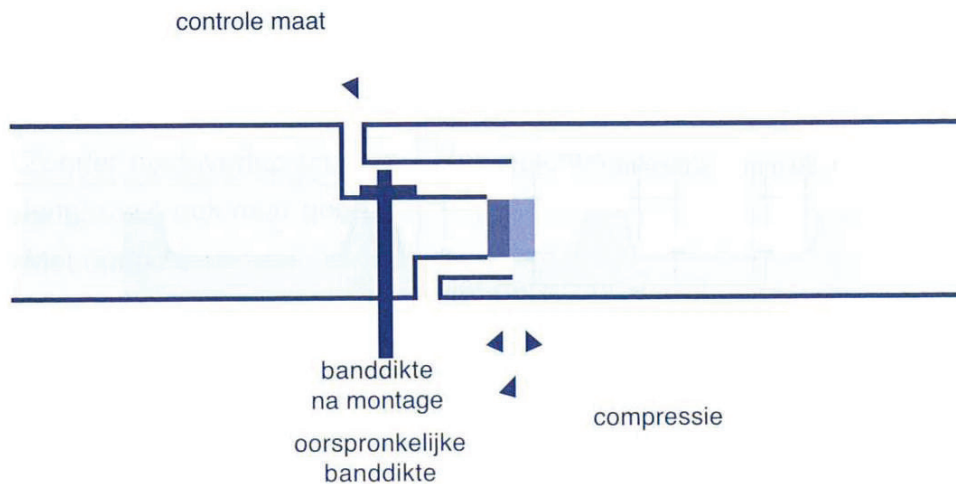 controle maat
banddikte
na montage
compressie
oorspronkelijke
banddikte